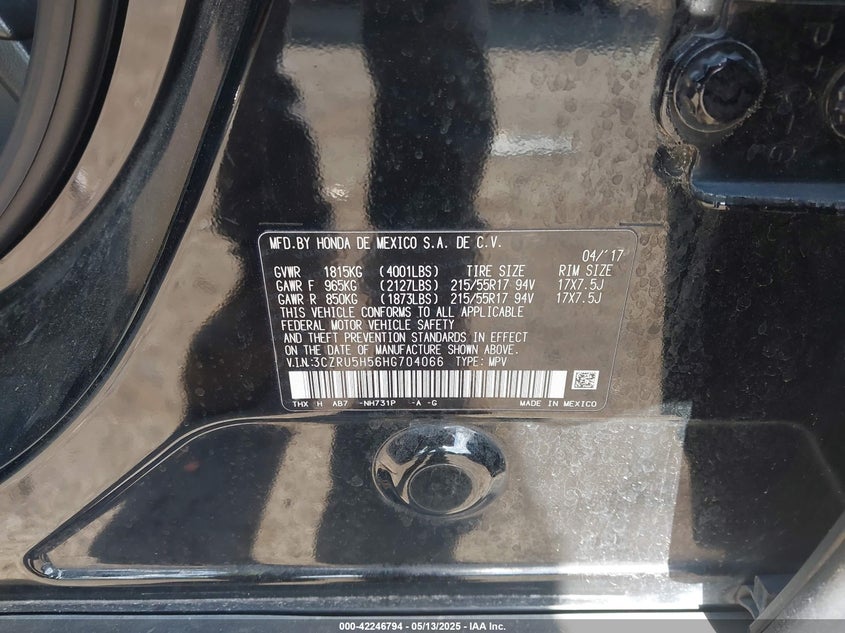 MFD.BY HONDA DE MEXICO S.A. DE C.V.
04/'17
GVWR 1815KG (4001LBS) TIRE SIZE RIM SIZE
GAWR F 965KG (2127LBS) 215/55R17 94V 17X7.5J
GAWR R 850KG (1873LBS) 215/55R17 94V 17X7.5J
THIS VEHICLE CONFORMS TO ALL APPLICABLE
FEDERAL MOTOR VEHICLE SAFETY
AND THEFT PREVENTION STANDARDS IN EFFECT
ON THE DATE OF MANUFACTURE SHOWN ABOVE.
V.I.N.:3CZRU5H56HG704066 TYPE: MPV
THX H AB7 -NH731P -A -G MADE IN MEXICO
000-42246794 — 05/13/2025 — IAA Inc.